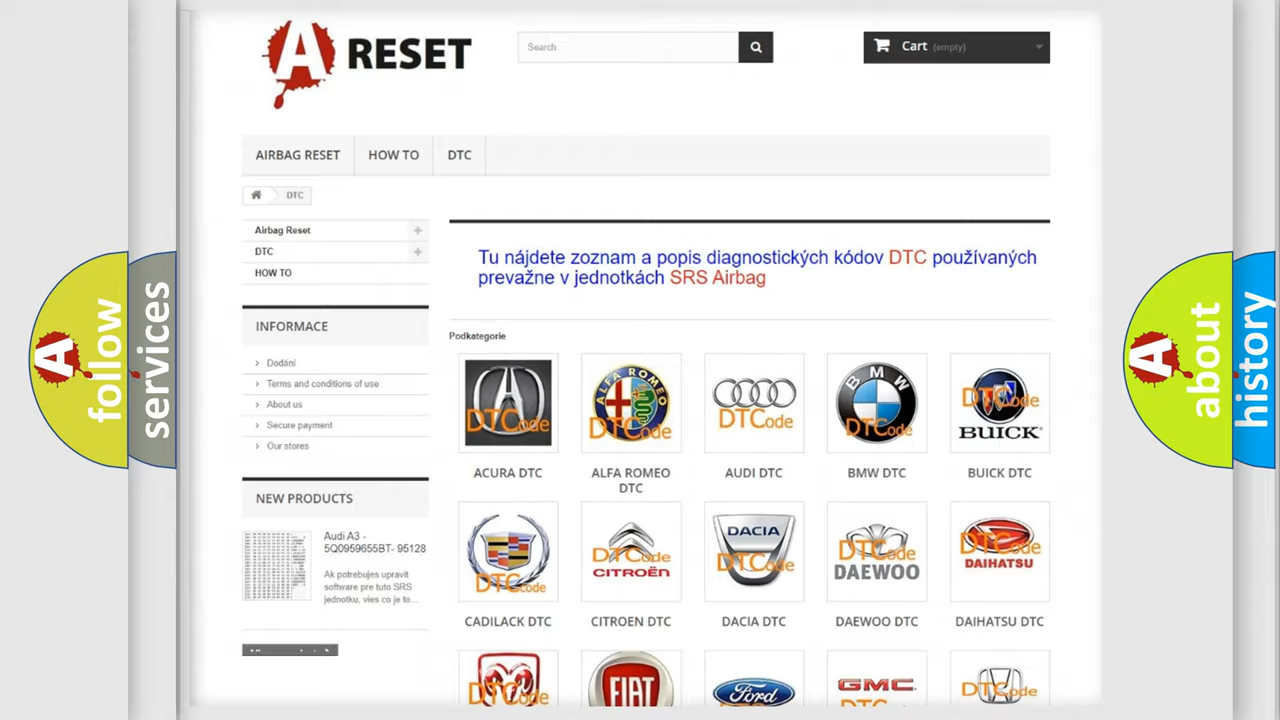 A RESET
Search
Cart (empty)
AIRBAG RESET
HOW TO
DTC
DTC
Airbag Reset
DTC
HOW TO
INFORMACE
Dodání
Terms and conditions of use
About us
Secure payment
Our stores
NEW PRODUCTS
Audi A3 -
5Q0959655BT- 95128
Ak potrebujes upravit
software pre tuto SRS
jednotku, vies co je to...
Tu nájdete zoznam a popis diagnostických kódov DTC používaných
prevažne v jednotkách SRS Airbag
Podkategorie
DTCode
ALFA ROMEO
DTCode
DTCode
BMW
DTCode
DTCode
BUICK
ACURA DTC
ALFA ROMEO
DTC
AUDI DTC
BMW DTC
BUICK DTC
DTCode
DTCode
CITROËN
DACIA
DTCode
DTCode
DAEWOO
DTCode
DAIHATSU
CADILACK DTC
CITROEN DTC
DACIA DTC
DAEWOO DTC
DAIHATSU DTC
DTCode
FIAT
Ford
GMC
DTCode
A follow
services
A about
history